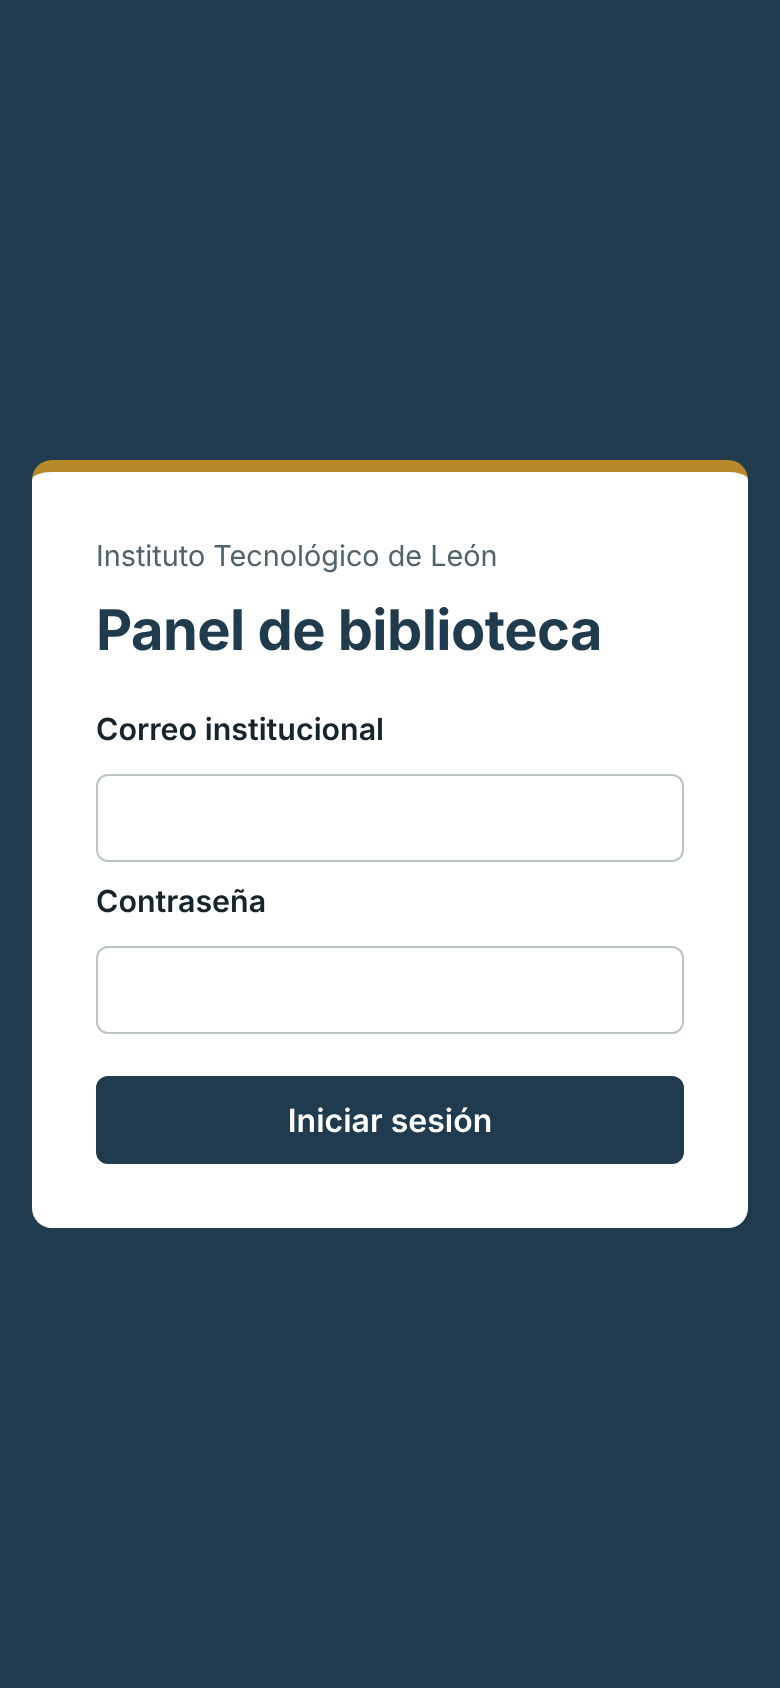 Instituto Tecnológico de León
Panel de biblioteca
Correo institucional
Contraseña
Iniciar sesión